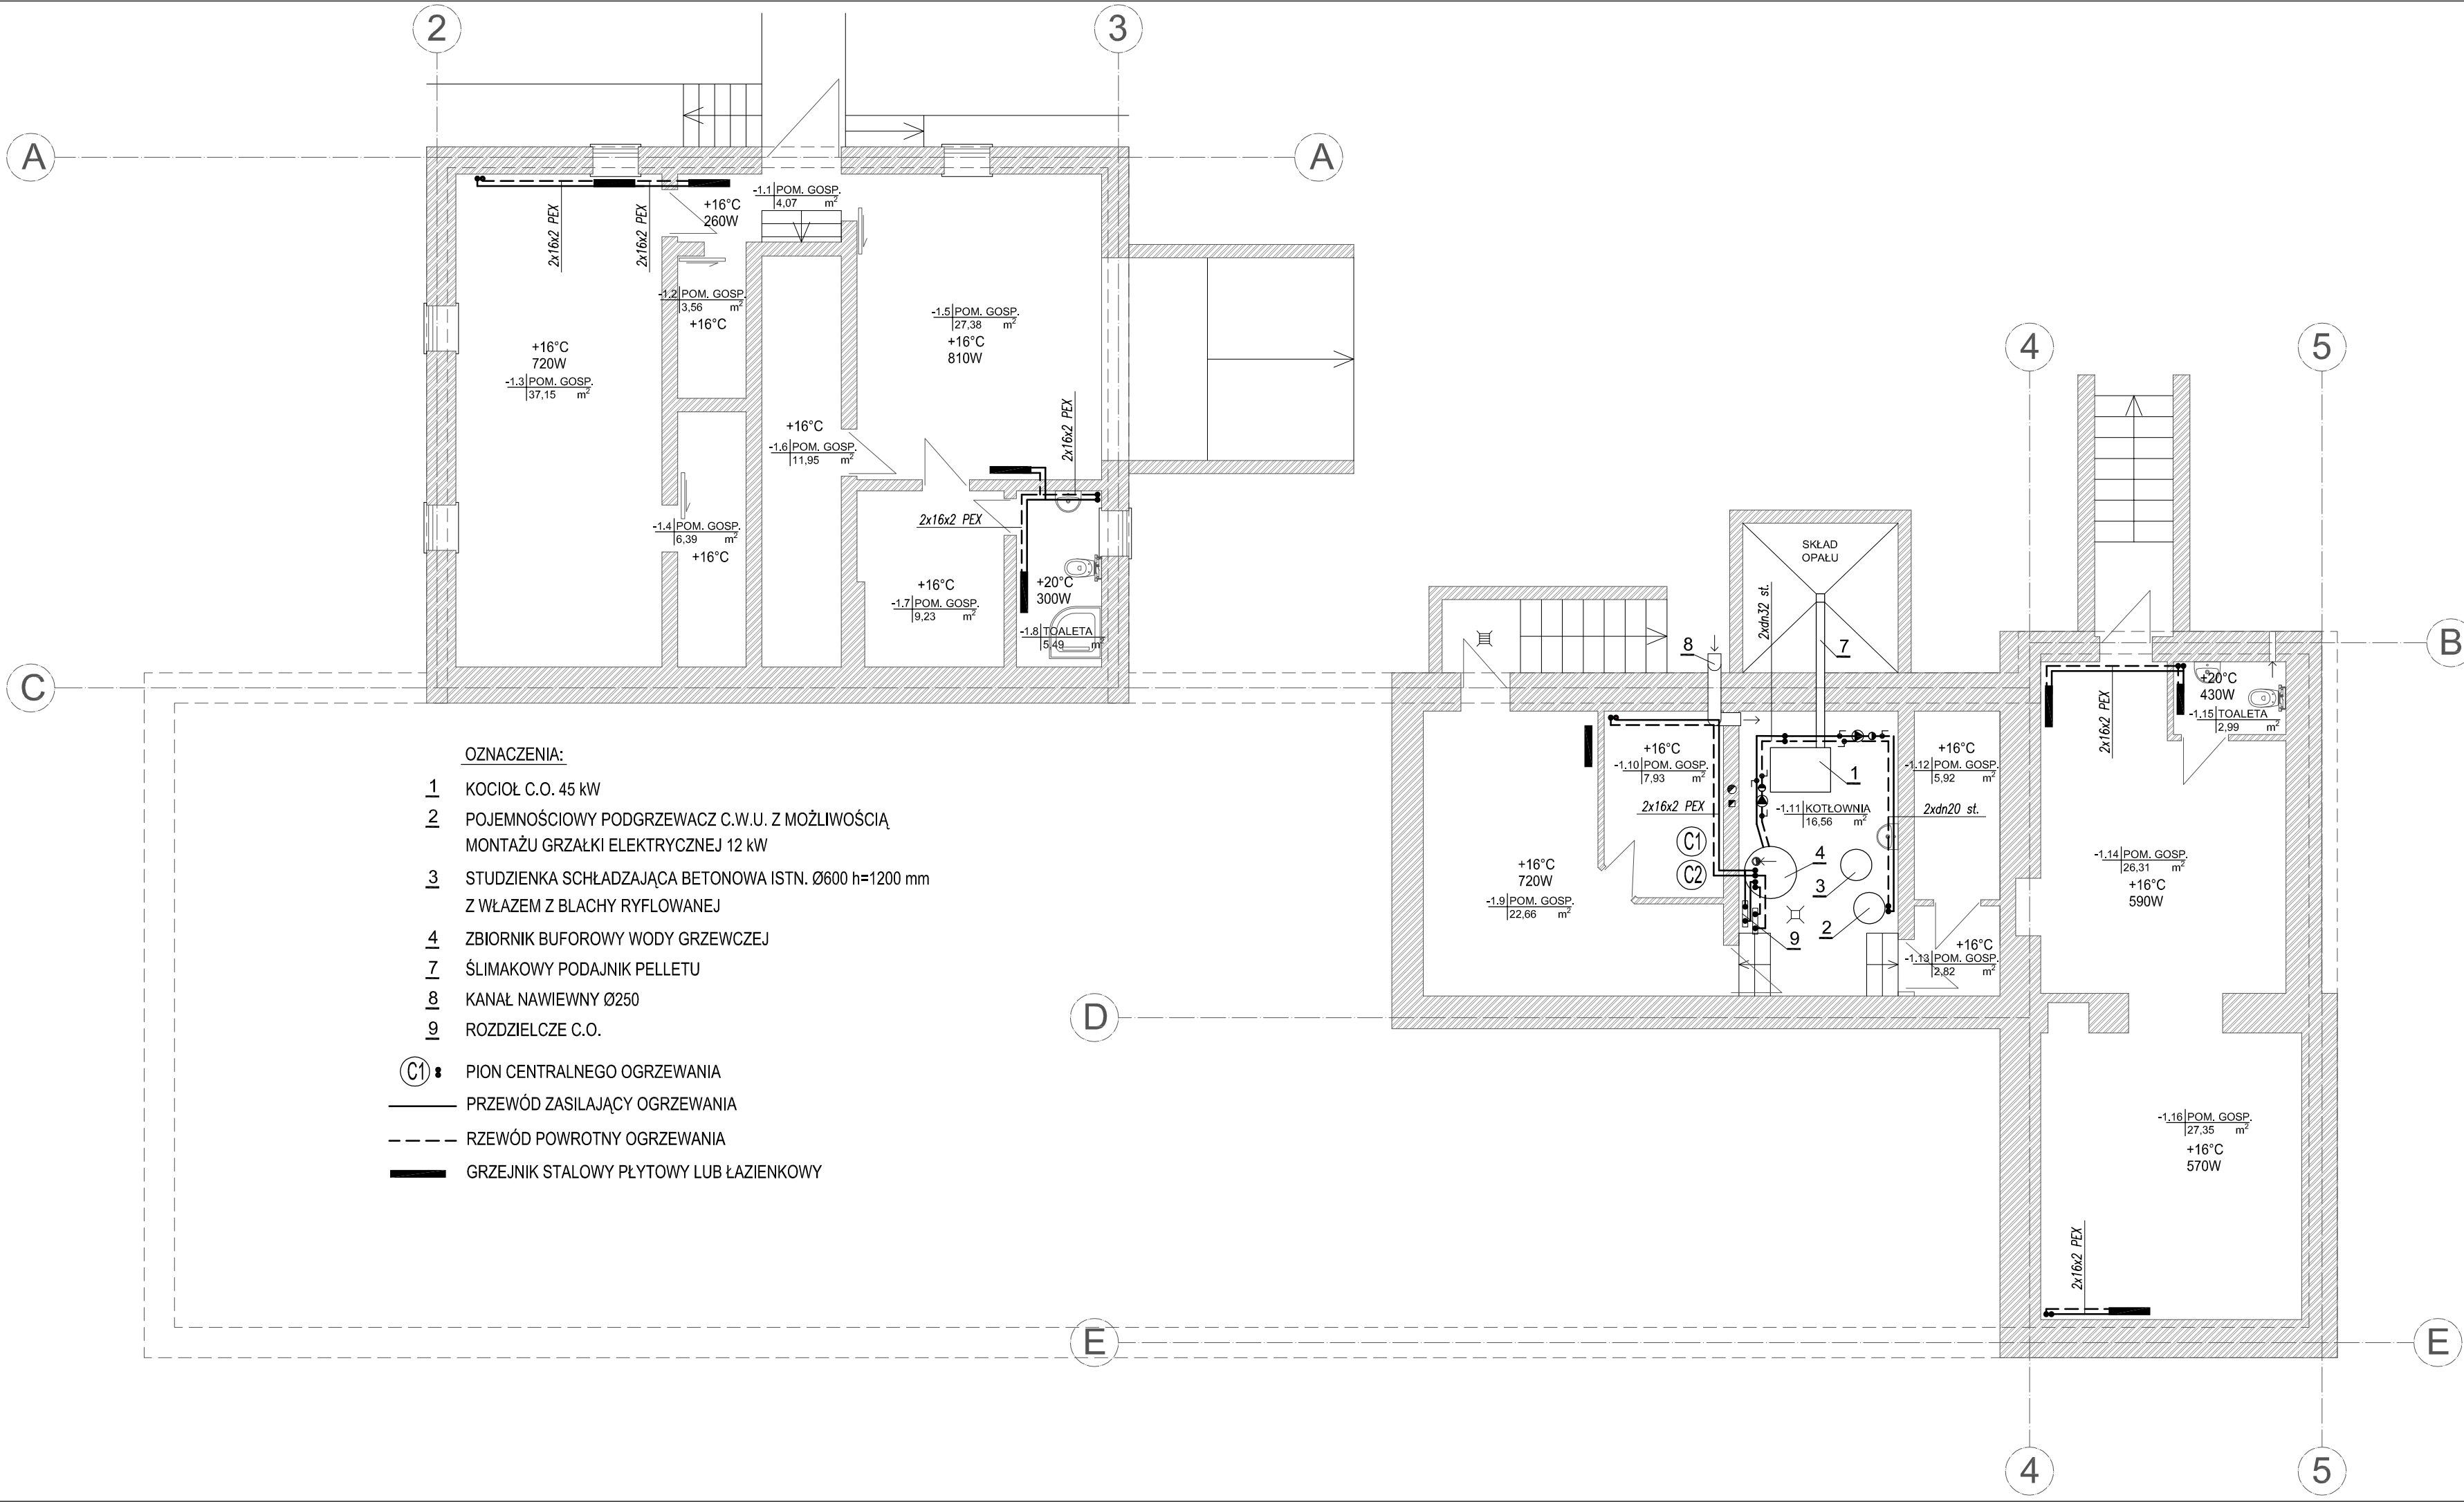 2
3
A
A
-1.1 POM. GOSP.
4,07 m²
+16°C
260W
2x16x2 PEX
2x16x2 PEX
-1.2 POM. GOSP.
3,56 m²
+16°C
+16°C
720W
-1.3 POM. GOSP.
37,15 m²
-1.5 POM. GOSP.
27,38 m²
+16°C
810W
2x16x2 PEX
+16°C
-1.6 POM. GOSP.
11,95 m²
-1.4 POM. GOSP.
6,39 m²
+16°C
2x16x2 PEX
+16°C
-1.7 POM. GOSP.
9,23 m²
+20°C
300W
-1.8 TOALETA
5,49 m²
C
4
5
B
SKŁAD
OPAŁU
2xdn32 st.
8
7
+16°C
-1.10 POM. GOSP.
7,93 m²
2x16x2 PEX
C1
C2
1
-1.11 KOTŁOWNIA
16,56 m²
4
3
2
9
+16°C
-1.12 POM. GOSP.
5,92 m²
2xdn20 st.
+16°C
-1.13 POM. GOSP.
2,82 m²
+16°C
720W
-1.9 POM. GOSP.
22,66 m²
+20°C
430W
-1.15 TOALETA
2,99 m²
2x16x2 PEX
-1.14 POM. GOSP.
26,31 m²
+16°C
590W
-1.16 POM. GOSP.
27,35 m²
+16°C
570W
2x16x2 PEX
D
E
E
4
5
OZNACZENIA:
1 KOCIOŁ C.O. 45 kW
2 POJEMNOŚCIOWY PODGRZEWACZ C.W.U. Z MOŻLIWOŚCIĄ
MONTAŻU GRZAŁKI ELEKTRYCZNEJ 12 kW
3 STUDZIENKA SCHŁADZAJĄCA BETONOWA ISTN. Ø600 h=1200 mm
Z WŁAZEM Z BLACHY RYFLOWANEJ
4 ZBIORNIK BUFOROWY WODY GRZEWCZEJ
7 ŚLIMAKOWY PODAJNIK PELLETU
8 KANAŁ NAWIEWNY Ø250
9 ROZDZIELCZE C.O.
C1 PION CENTRALNEGO OGRZEWANIA
PRZEWÓD ZASILAJĄCY OGRZEWANIA
RZEWÓD POWROTNY OGRZEWANIA
GRZEJNIK STALOWY PŁYTOWY LUB ŁAZIENKOWY